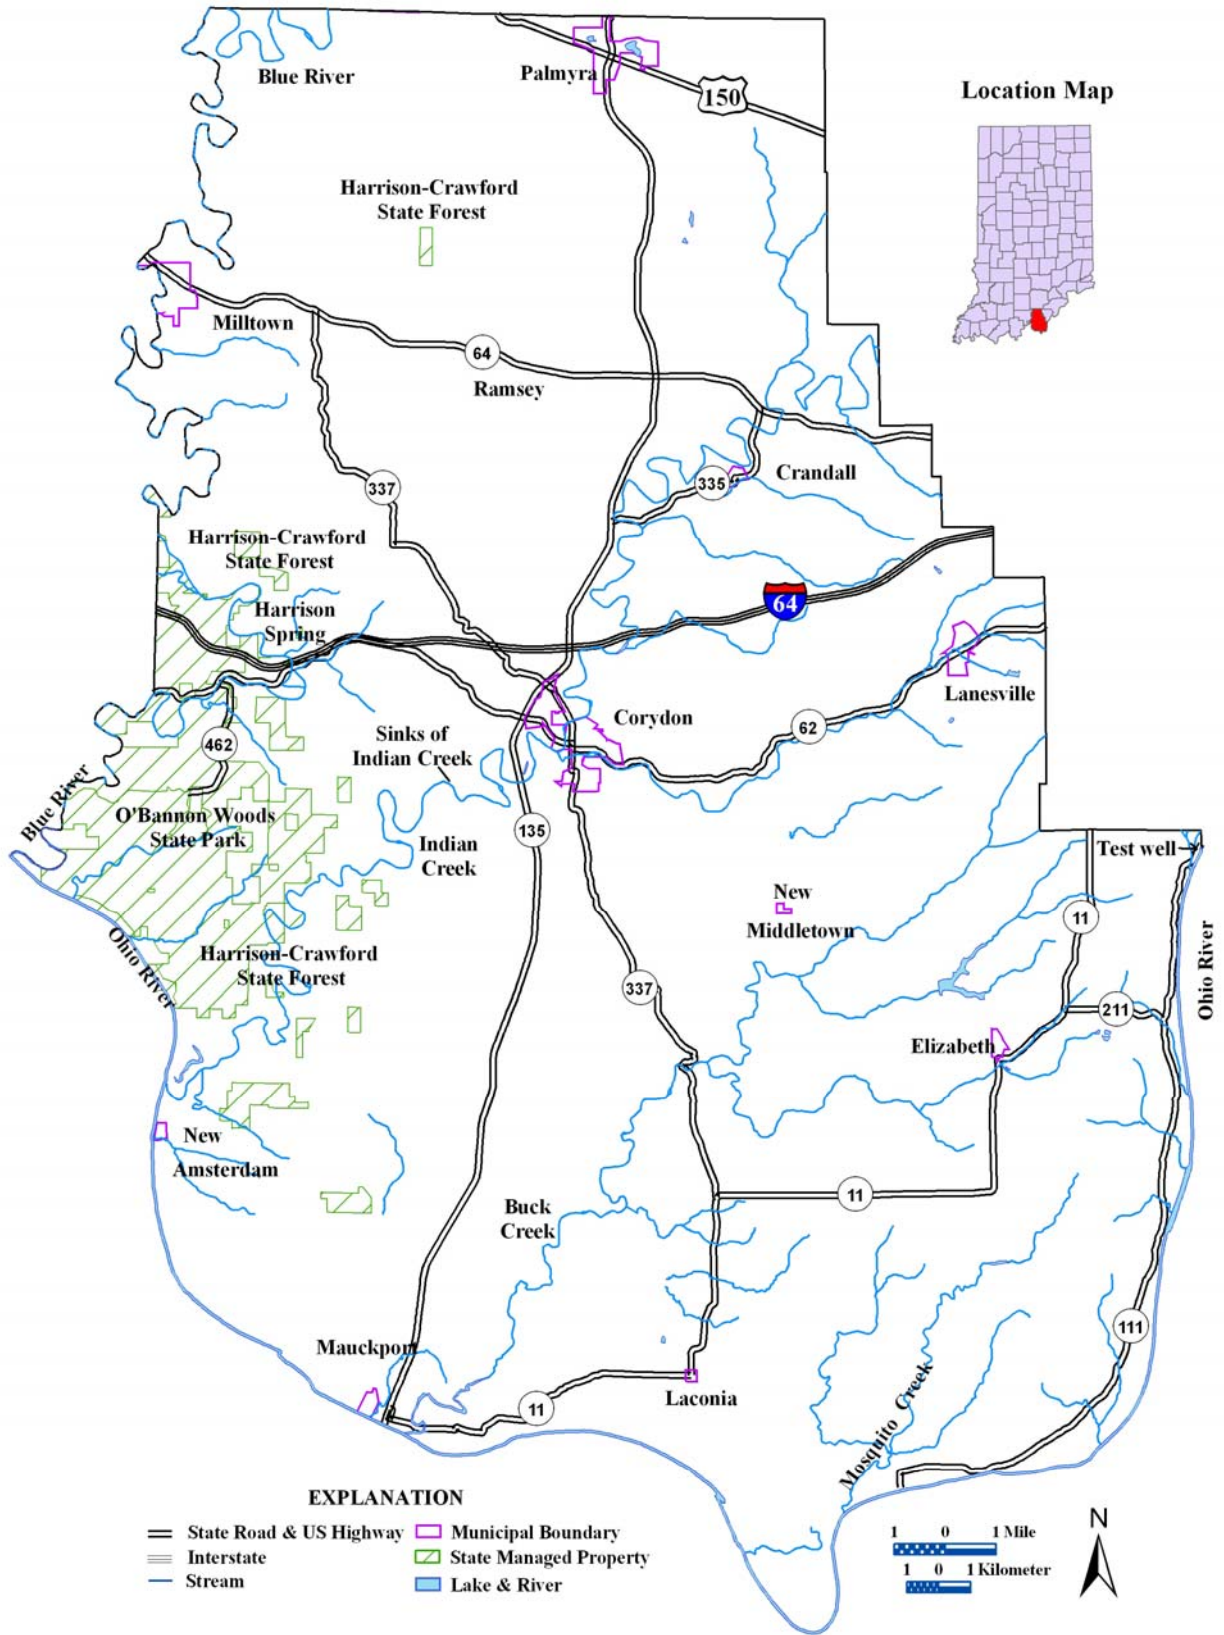 Blue River
Palmyra
150
Location Map
Harrison-Crawford
State Forest
Milltown
64
Ramsey
337
335
Crandall
Harrison-Crawford
State Forest
Harrison
Spring
64
Lanesville
Corydon
62
Sinks of
Indian Creek
462
Blue River
O'Bannon Woods
State Park
135
Indian
Creek
Test well
New
Middletown
11
Ohio River
Harrison-Crawford
State Forest
Ohio River
337
211
Elizabeth
New
Amsterdam
11
Buck
Creek
111
Mauckport
Laconia
11
Mosquito Creek
EXPLANATION
State Road & US Highway
Interstate
Stream
Municipal Boundary
State Managed Property
Lake & River
1 0 1 Mile
1 0 1 Kilometer
N